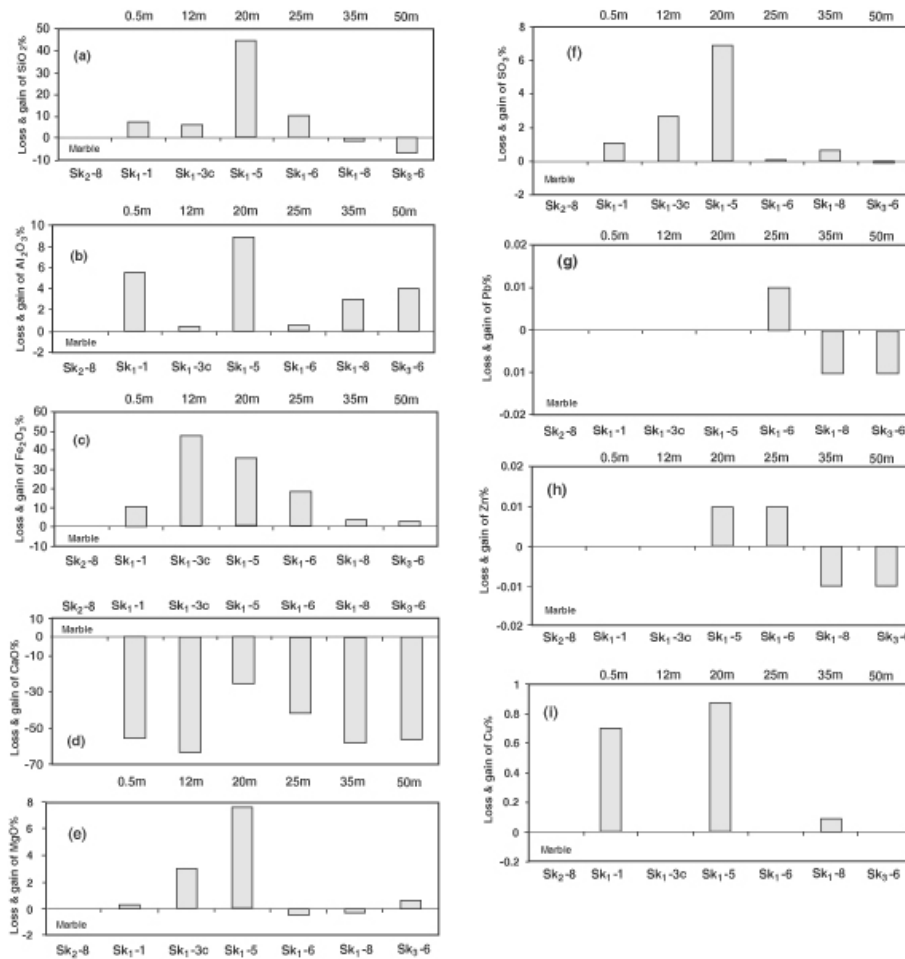 0.5m 12m 20m 25m 35m 50m
Loss & gain of SiO₂%
50
40
30
20
10
0
-10
(a)
Marble
Sk₂-8 Sk₁-1 Sk₁-3c Sk₁-5 Sk₁-6 Sk₁-8 Sk₃-6
0.5m 12m 20m 25m 35m 50m
Loss & gain of Al₂O₃%
10
8
6
4
2
0
-2
(b)
Marble
Sk₂-8 Sk₁-1 Sk₁-3c Sk₁-5 Sk₁-6 Sk₁-8 Sk₃-6
0.5m 12m 20m 25m 35m 50m
Loss & gain of Fe₂O₃%
60
50
40
30
20
10
0
-10
(c)
Marble
Sk₂-8 Sk₁-1 Sk₁-3c Sk₁-5 Sk₁-6 Sk₁-8 Sk₃-6
Sk₂-8 Sk₁-1 Sk₁-3c Sk₁-5 Sk₁-6 Sk₁-8 Sk₃-6
Loss & gain of CaO%
10
0
-10
-30
-50
-70
Marble
(d)
0.5m 12m 20m 25m 35m 50m
Loss & gain of MgO%
8
6
4
2
0
-2
(e)
Marble
Sk₂-8 Sk₁-1 Sk₁-3c Sk₁-5 Sk₁-6 Sk₁-8 Sk₃-6
0.5m 12m 20m 25m 35m 50m
Loss & gain of SO₃%
8
6
4
2
0
-2
(f)
Marble
Sk₂-8 Sk₁-1 Sk₁-3c Sk₁-5 Sk₁-6 Sk₁-8 Sk₃-6
0.5m 12m 20m 25m 35m 50m
Loss & gain of Pb%
0.02
0.01
0
0.01
-0.02
(g)
Marble
Sk₂-8 Sk₁-1 Sk₁-3c Sk₁-5 Sk₁-6 Sk₁-8 Sk₃-6
0.5m 12m 20m 25m 35m 50m
Loss & gain of Zn%
0.02
0.01
0
-0.01
-0.02
(h)
Marble
Sk₂-8 Sk₁-1 Sk₁-3c Sk₁-5 Sk₁-6 Sk₁-8 Sk₃-6
0.5m 12m 20m 25m 35m 50m
Loss & gain of Cu%
1
0.8
0.6
0.4
0.2
0
-0.2
(i)
Marble
Sk₂-8 Sk₁-1 Sk₁-3c Sk₁-5 Sk₁-6 Sk₁-8 Sk₃-6